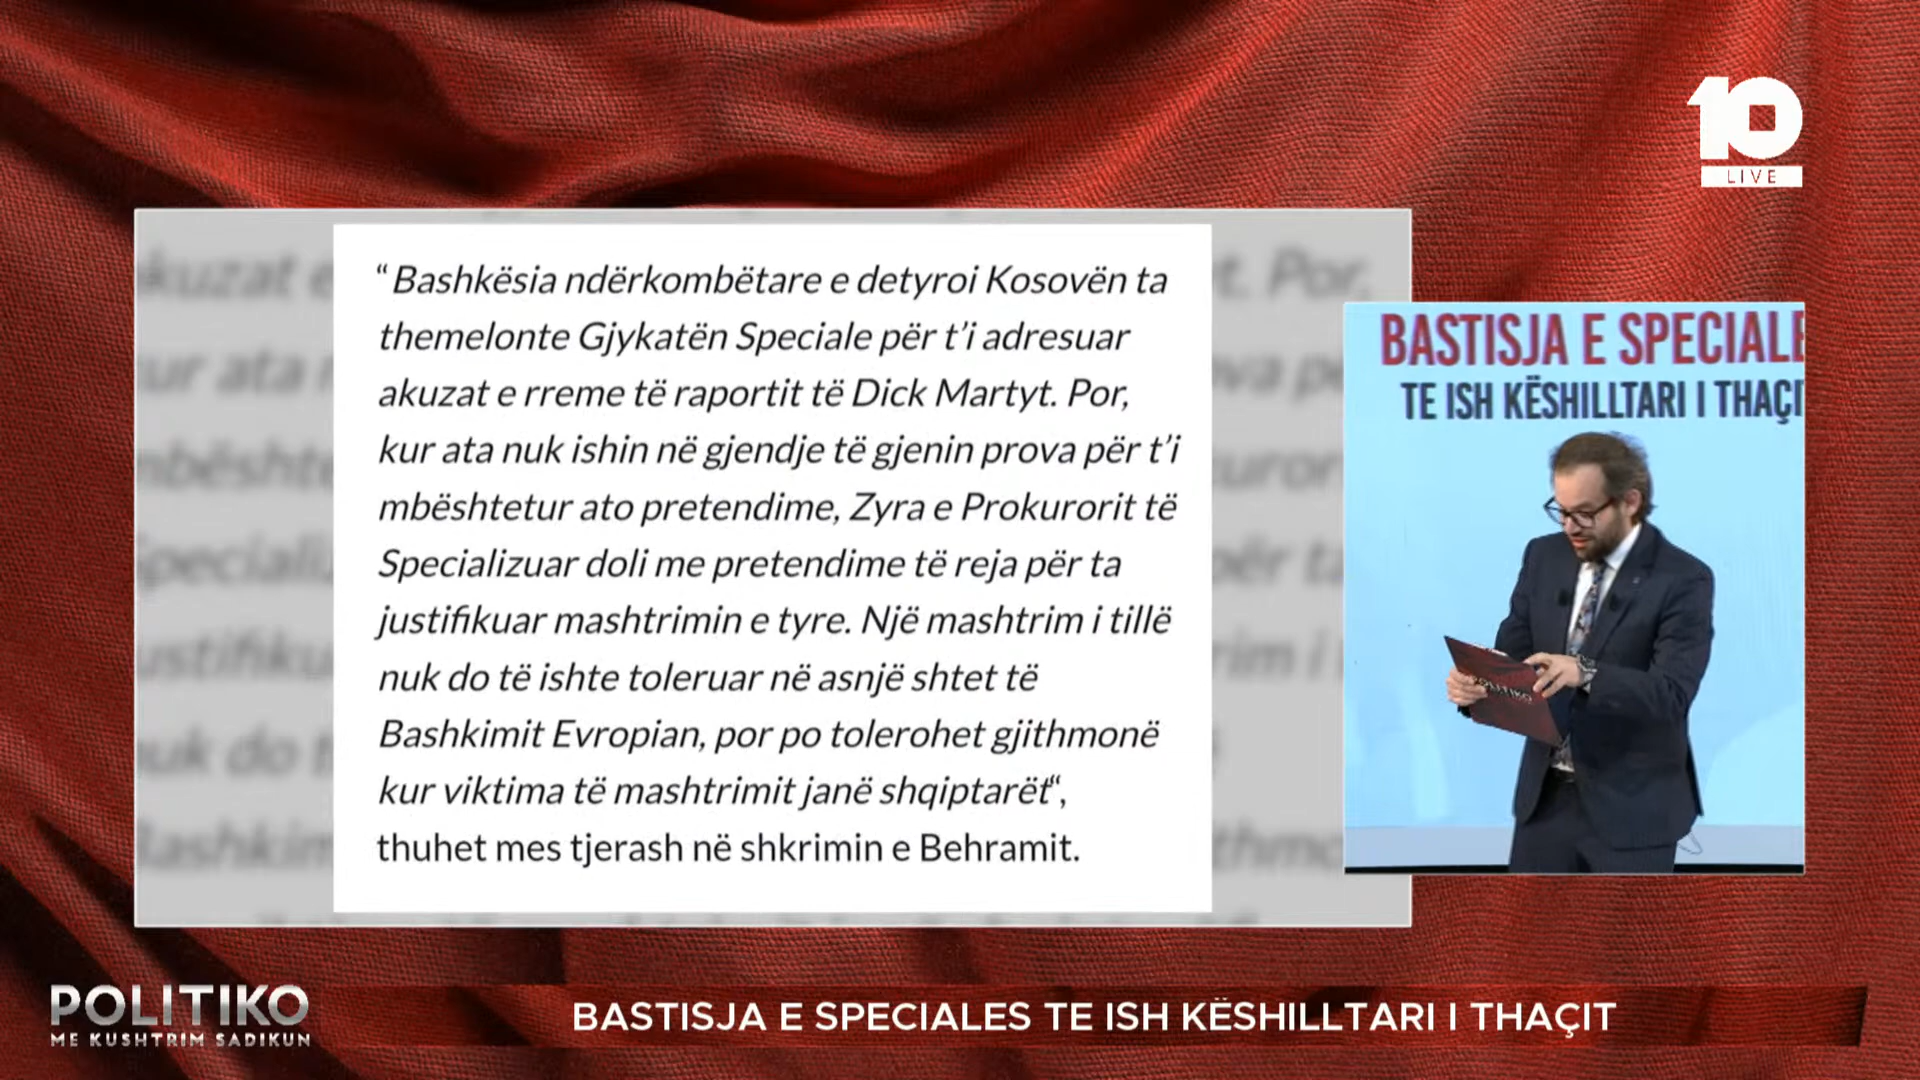 10
LIVE
“Bashkësia ndërkombëtare e detyroi Kosovën ta
themelonte Gjykatën Speciale për t’i adresuar
akuzat e rreme të raportit të Dick Martyt. Por,
kur ata nuk ishin në gjendje të gjenin prova për t’i
mbështetur ato pretendime, Zyra e Prokurorit të
Specializuar doli me pretendime të reja për ta
justifikuar mashtrimin e tyre. Një mashtrim i tillë
nuk do të ishte toleruar në asnjë shtet të
Bashkimit Evropian, por po tolerohet gjithmonë
kur viktima të mashtrimit janë shqiptarët“,
thuhet mes tjerash në shkrimin e Behramit.
BASTISJA E SPECIALE
TE ISH KËSHILLTARI I THAÇI
POLITIKO
POLITIKO
ME KUSHTRIM SADIKUN
BASTISJA E SPECIALES TE ISH KËSHILLTARI I THAÇIT